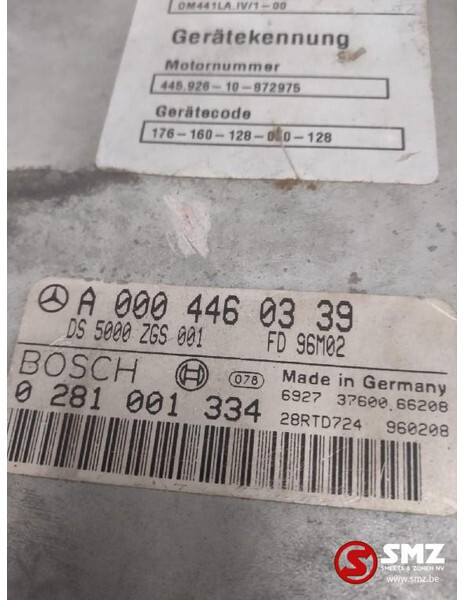 OM441LA.IV/1-00
Gerätekennung
Motornummer
445.926-10-872975
Gerätecode
176-160-128-0 0-128
A 000 446 03 39
DS 5000 ZGS 001 FD 96M02
BOSCH 078 Made in Germany
0 281 001 334
6927 37600.66208
28RTD724 960208
SMZ
SMEETS & ZONEN NV
www.smz.be